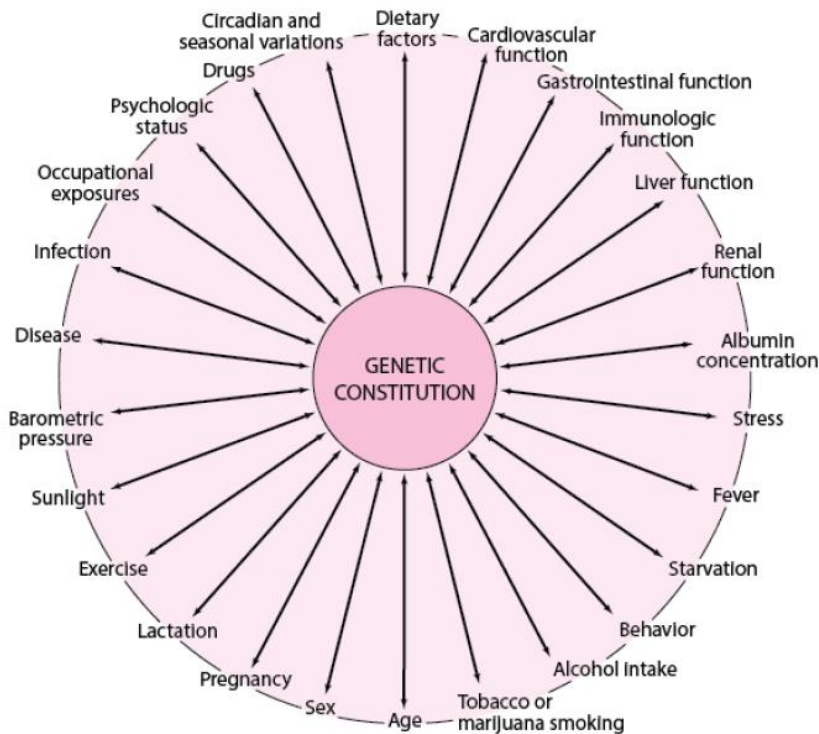 Dietary
factors
Cardiovascular
function
Gastrointestinal function
Immunologic
function
Liver function
Renal
function
Albumin
concentration
Stress
Fever
Starvation
Behavior
Alcohol intake
Tobacco or
marijuana smoking
Age
Sex
Pregnancy
Lactation
Exercise
Sunlight
Barometric
pressure
Disease
Infection
Occupational
exposures
Psychologic
status
Drugs
Circadian and
seasonal variations
GENETIC
CONSTITUTION